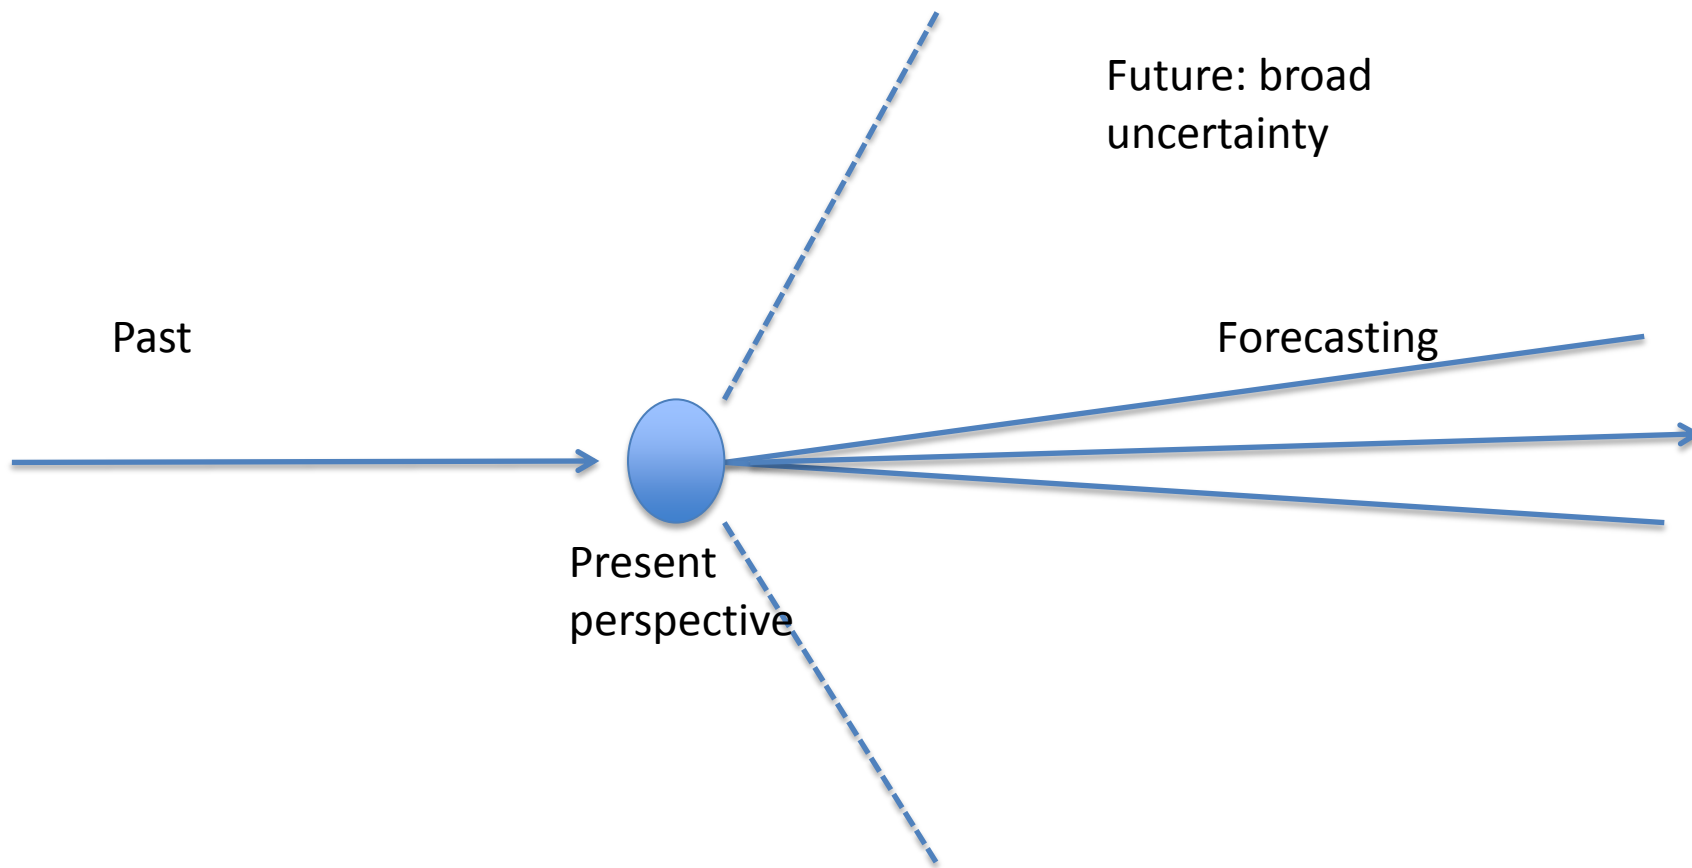 Future: broad
uncertainty
Past
Forecasting
Present
perspective